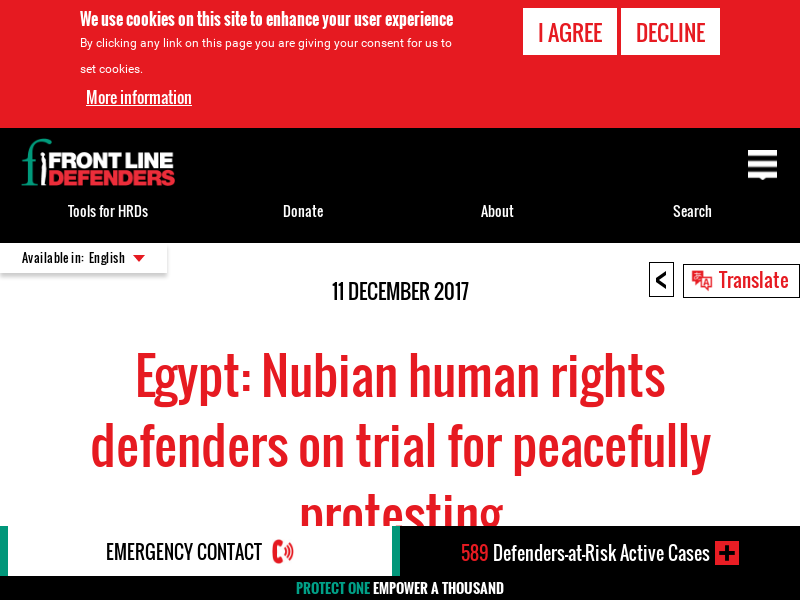 We use cookies on this site to enhance your user experience
By clicking any link on this page you are giving your consent for us to
set cookies.
More information
I AGREE
DECLINE
FRONT LINE
DEFENDERS
Tools for HRDs
Donate
About
Search
Available in: English
<
Translate
11 DECEMBER 2017
Egypt: Nubian human rights
defenders on trial for peacefully
protesting
EMERGENCY CONTACT
589 Defenders-at-Risk Active Cases
PROTECT ONE EMPOWER A THOUSAND